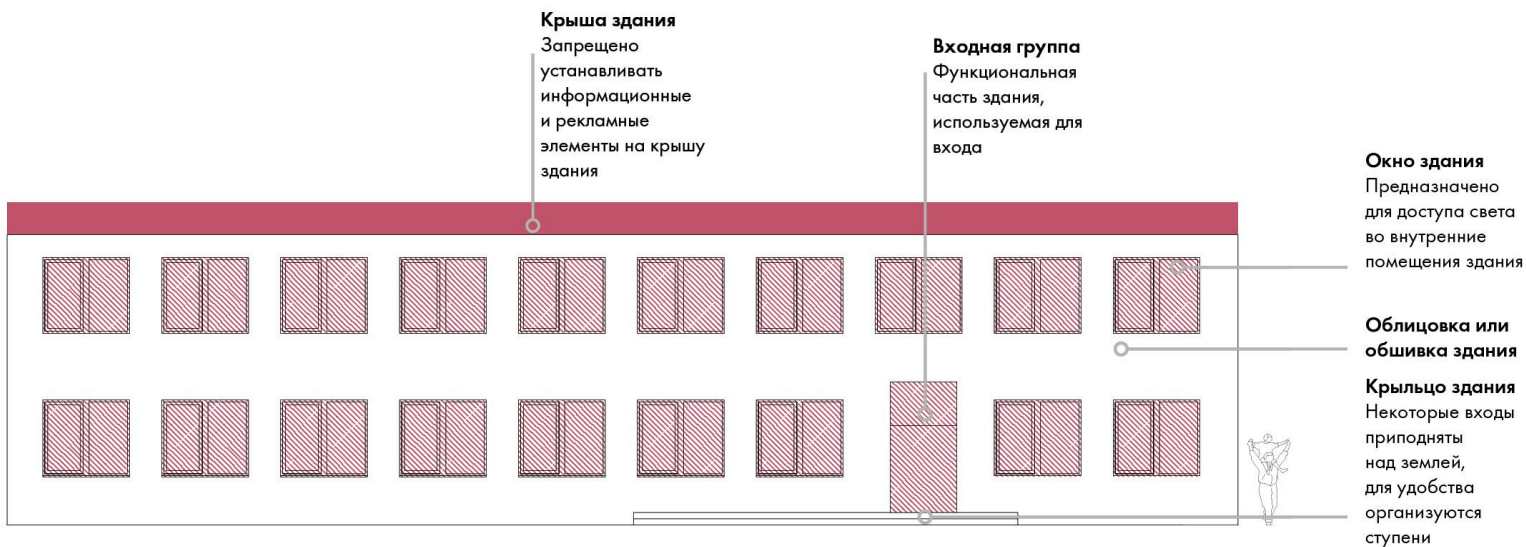 Крыша здания
Запрещено
устанавливать
информационные
и рекламные
элементы на крышу
здания
Входная группа
Функциональная
часть здания,
используемая для
входа
Окно здания
Предназначено
для доступа света
во внутренние
помещения здания
Облицовка или
обшивка здания
Крыльцо здания
Некоторые входы
приподняты
над землей,
для удобства
организуются
ступени